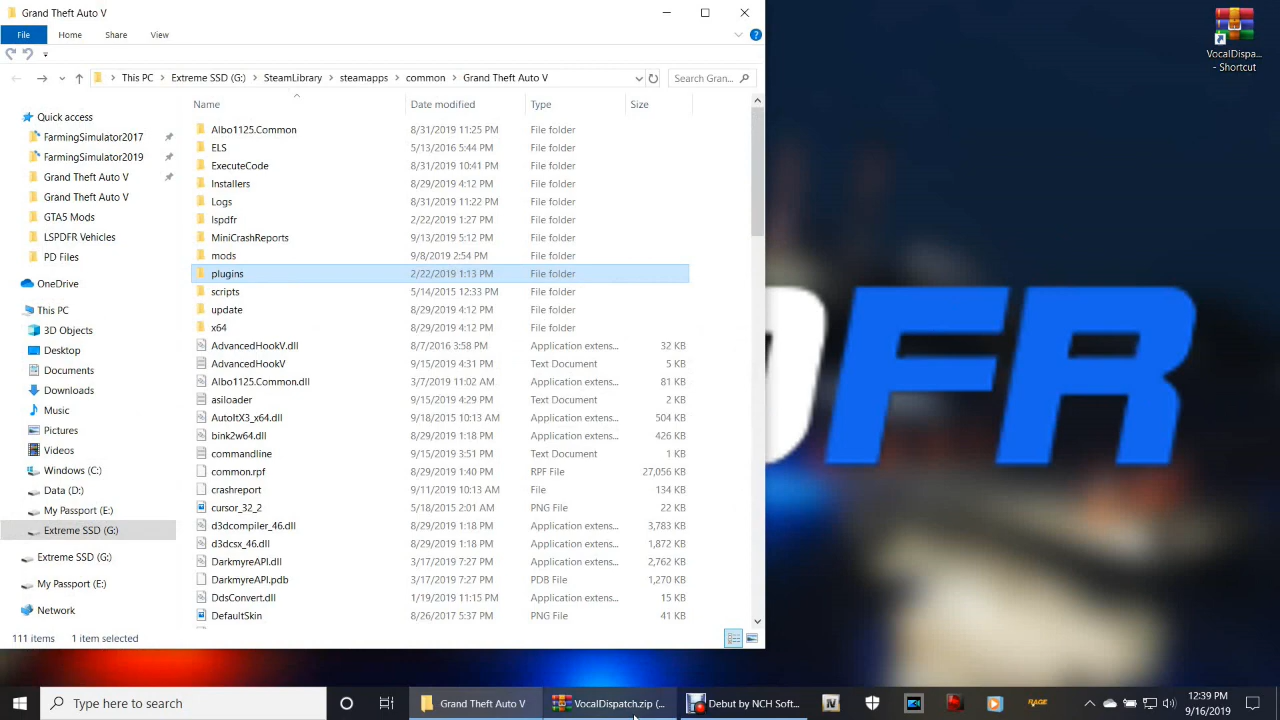 Grand Theft Auto V
File Home Share View
This PC Extreme SSD (G:) SteamLibrary steamapps common Grand Theft Auto V Search Gran...
Name Date modified Type Size
Quick access
FarmingSimulator2017
FarmingSimulator2019
Grand Theft Auto V
Grand Theft Auto V
GTA5 Mods
LSPDFR Vehicles
PD Files
OneDrive
This PC
3D Objects
Desktop
Documents
Downloads
Music
Pictures
Videos
Windows (C:)
Data (D:)
My Passport (E:)
Extreme SSD (G:)
Extreme SSD (G:)
My Passport (E:)
Network
Albo1125.Common 8/31/2019 11:25 PM File folder
ELS 5/13/2016 5:44 PM File folder
ExecuteCode 8/31/2019 10:41 PM File folder
Installers 8/29/2019 4:12 PM File folder
Logs 8/31/2019 11:22 PM File folder
lspdfr 2/22/2019 1:27 PM File folder
MiniCrashReports 9/13/2019 5:12 PM File folder
mods 9/8/2019 2:54 PM File folder
plugins 2/22/2019 1:13 PM File folder
scripts 5/14/2015 12:33 PM File folder
update 8/29/2019 4:12 PM File folder
x64 8/29/2019 4:12 PM File folder
AdvancedHookV.dll 8/7/2016 3:58 PM Application extens... 32 KB
AdvancedHookV 9/15/2019 4:31 PM Text Document 5 KB
Albo1125.Common.dll 3/7/2019 11:02 AM Application extens... 81 KB
asiloader 9/15/2019 4:29 PM Text Document 2 KB
AutoItX3_x64.dll 9/18/2015 10:13 AM Application extens... 504 KB
bink2w64.dll 8/29/2019 1:18 PM Application extens... 426 KB
commandline 9/15/2019 3:51 PM Text Document 1 KB
common.rpf 8/29/2019 1:40 PM RPF File 27,056 KB
crashreport 9/11/2019 10:13 AM File 134 KB
cursor_32_2 5/18/2015 2:01 AM PNG File 22 KB
d3dcompiler_46.dll 8/29/2019 1:18 PM Application extens... 3,783 KB
d3dcsx_46.dll 8/29/2019 1:18 PM Application extens... 1,872 KB
DarkmyreAPI.dll 3/17/2019 7:27 PM Application extens... 2,762 KB
DarkmyreAPI.pdb 3/17/2019 7:27 PM PDB File 1,270 KB
DdsConvert.dll 1/19/2019 11:15 PM Application extens... 15 KB
DefaultSkin 8/26/2017 5:37 PM PNG File 41 KB
111 items 1 item selected
VocalDispa...
- Shortcut
FR
Type here to search
Grand Theft Auto V
VocalDispatch.zip (...
Debut by NCH Soft...
RAGE
12:39 PM
9/16/2019